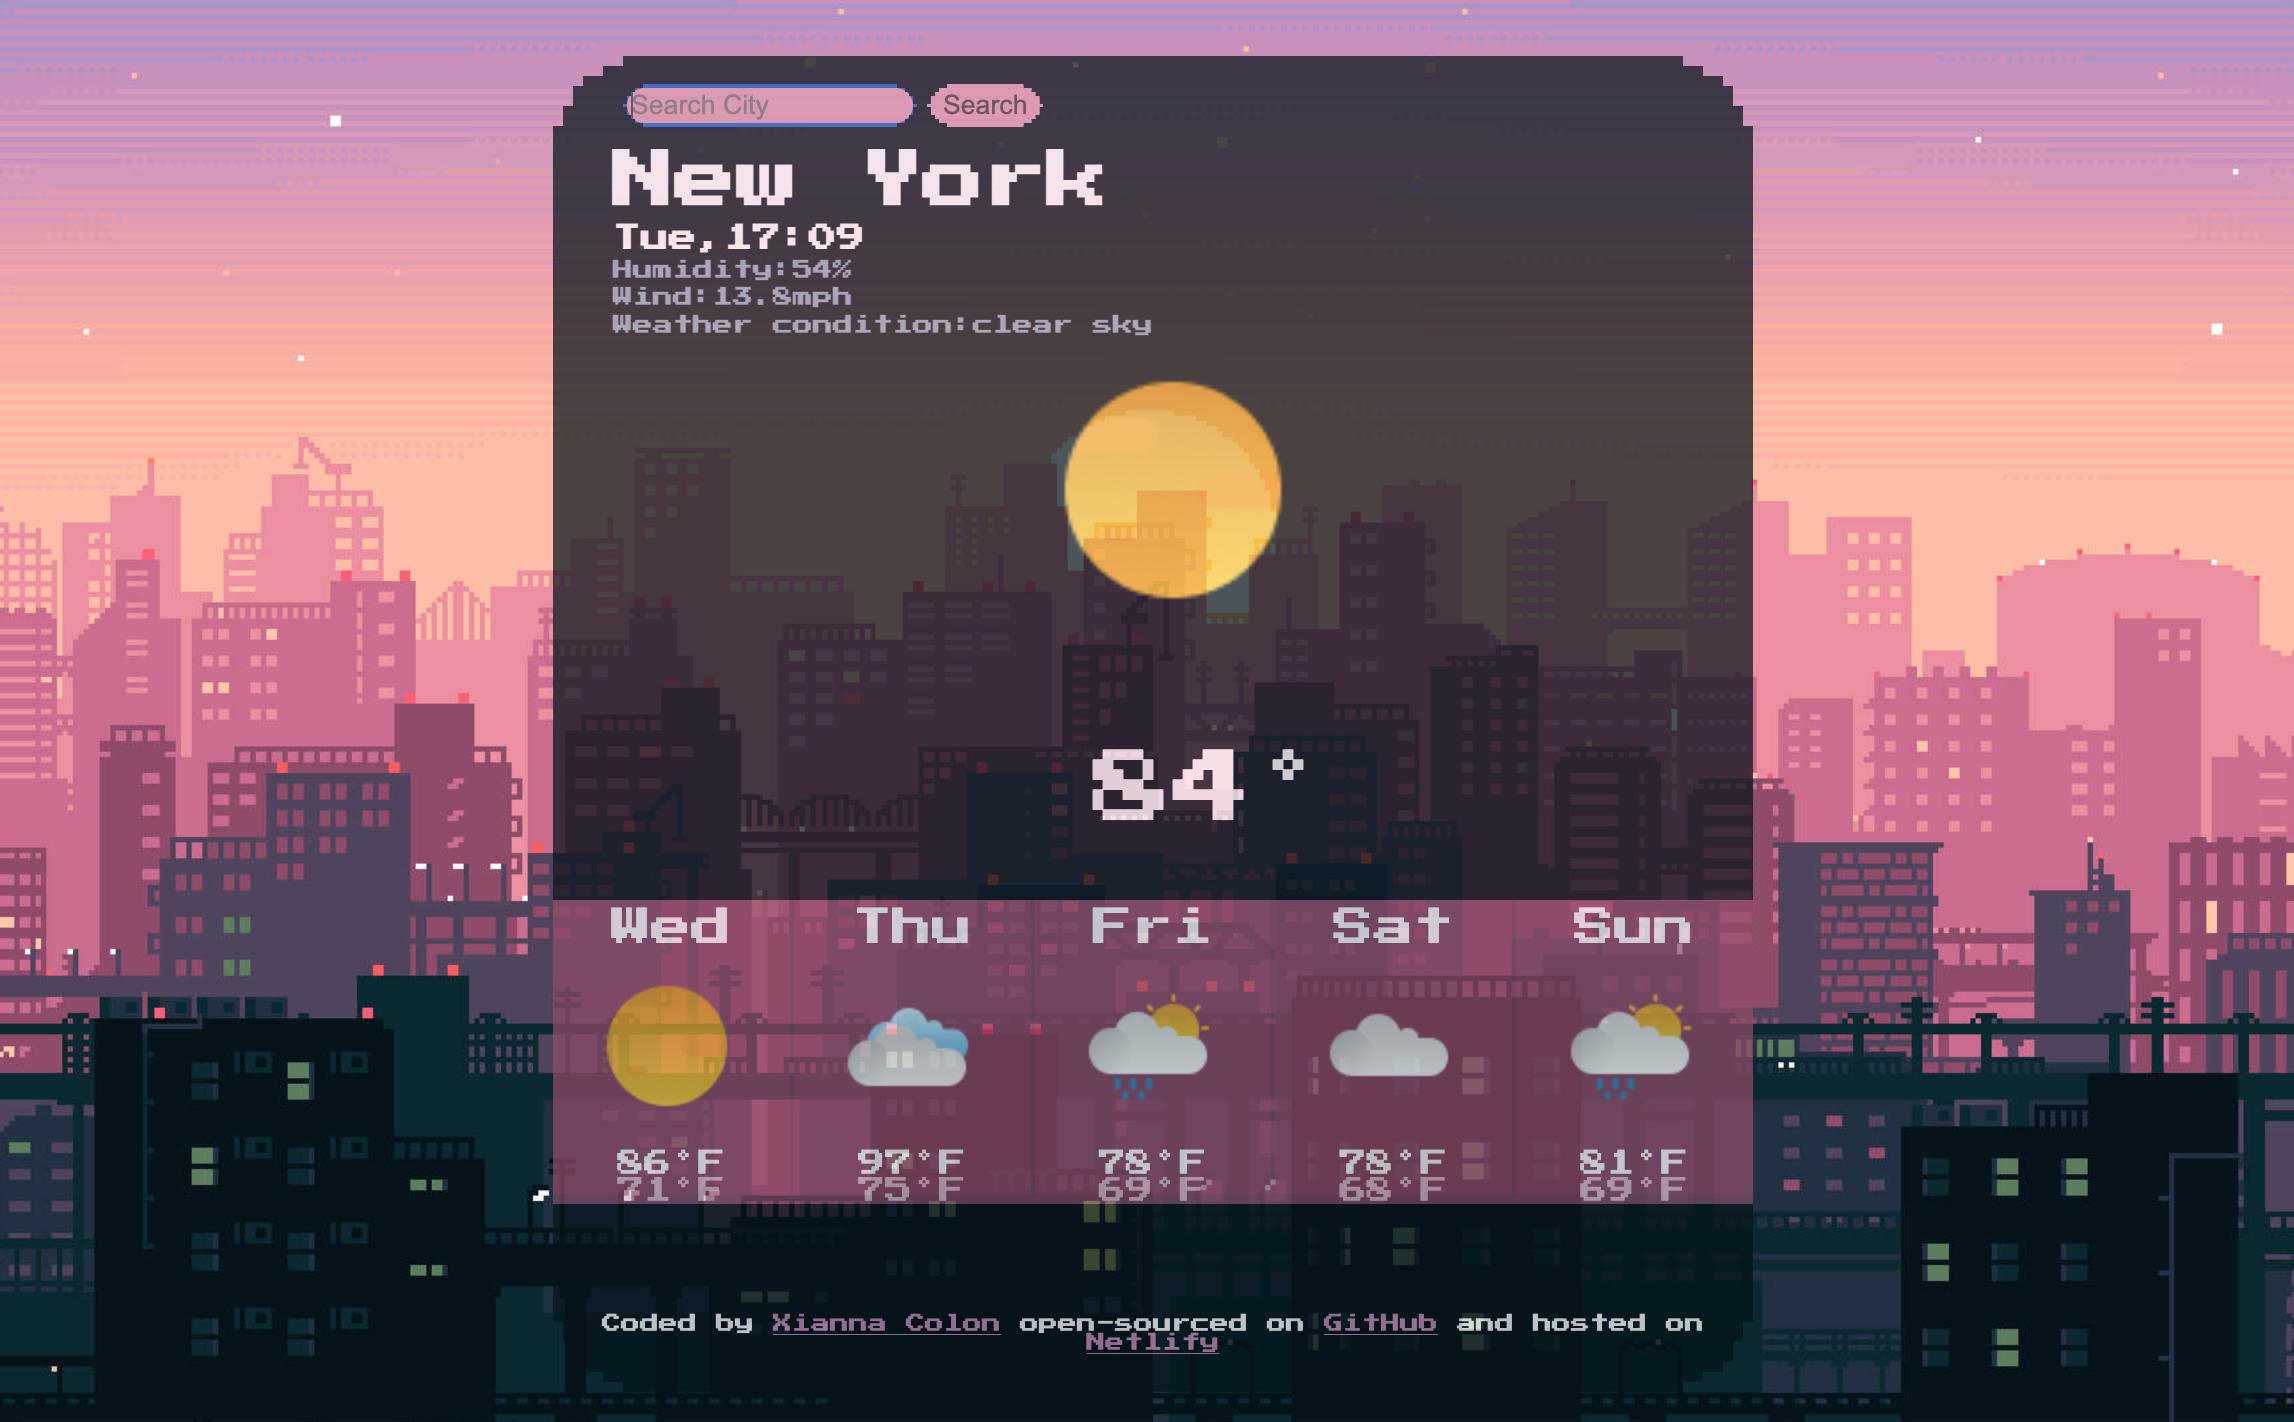 Search City Search
New York
Tue,17:09
Humidity:54%
Wind:13.8mph
Weather condition:clear sky
84°
Wed Thu Fri Sat Sun
86°F 97°F 78°F 78°F 81°F
71°F 75°F 69°F 68°F 69°F
Coded by Xianna Colon open-sourced on GitHub and hosted on
Netlify